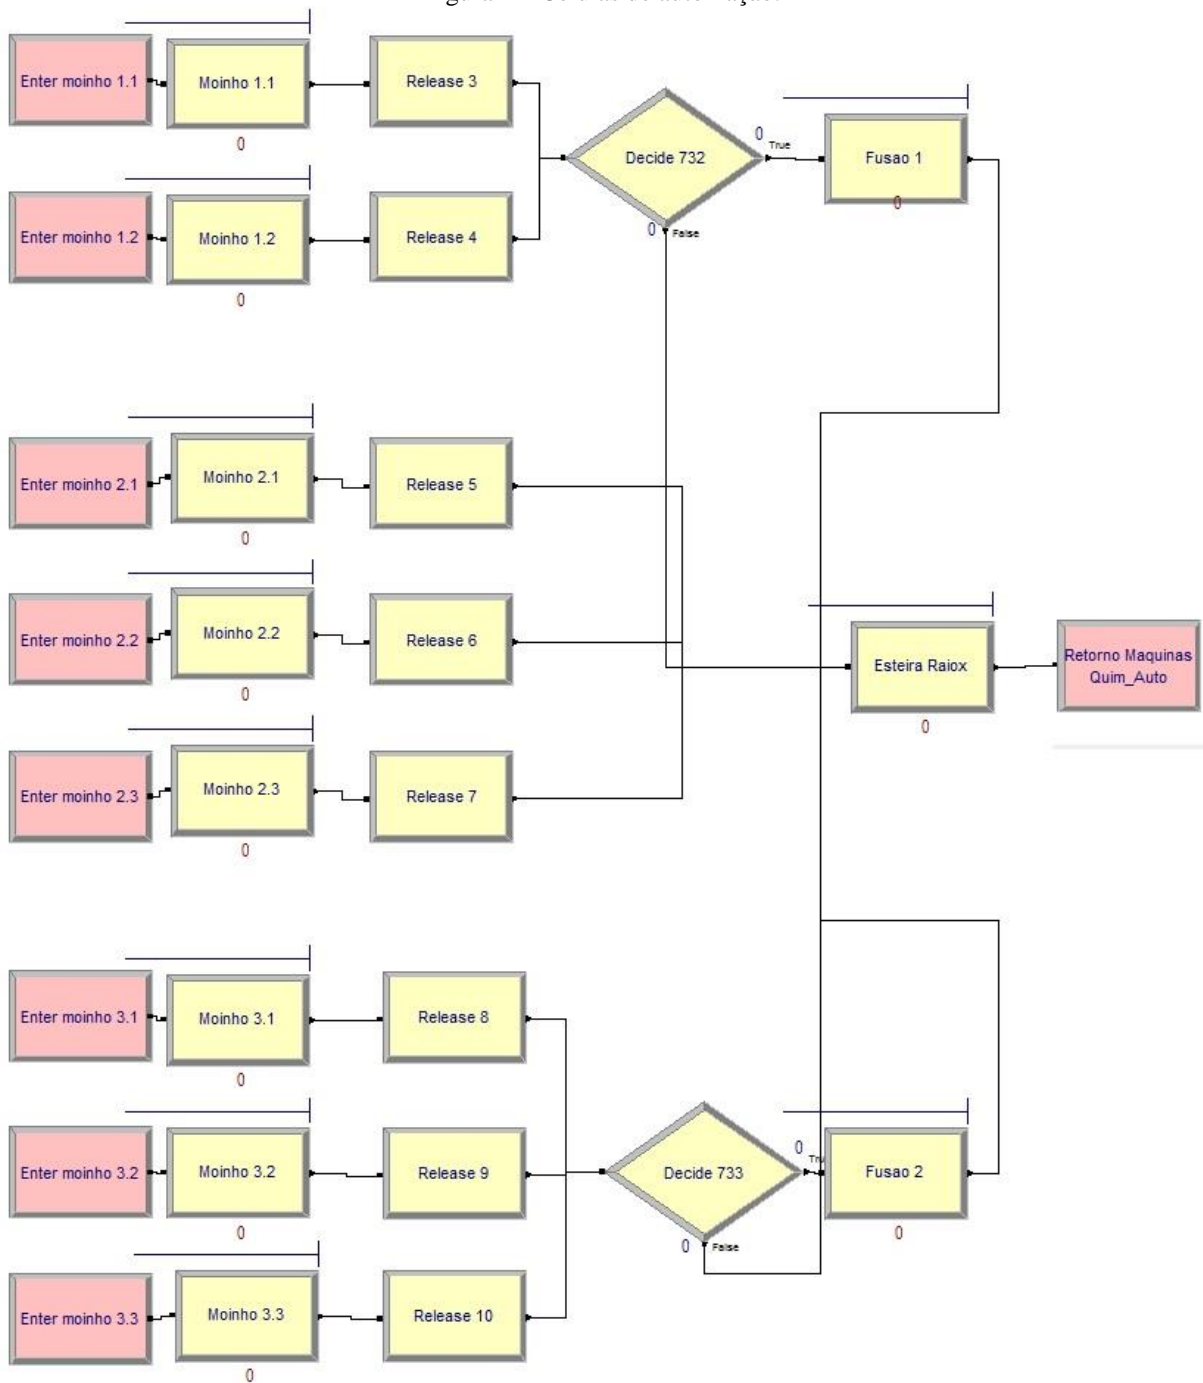 Enter moinho 1.1
Moinho 1.1
0
Release 3
Decide 732
0
True
0
False
Fusao 1
0
Enter moinho 1.2
Moinho 1.2
0
Release 4
Enter moinho 2.1
Moinho 2.1
0
Release 5
Enter moinho 2.2
Moinho 2.2
0
Release 6
Esteira Raiox
0
Retorno Maquinas
Quim_Auto
Enter moinho 2.3
Moinho 2.3
0
Release 7
Enter moinho 3.1
Moinho 3.1
0
Release 8
Enter moinho 3.2
Moinho 3.2
0
Release 9
Decide 733
0
Tru
0
False
Fusao 2
0
Enter moinho 3.3
Moinho 3.3
0
Release 10